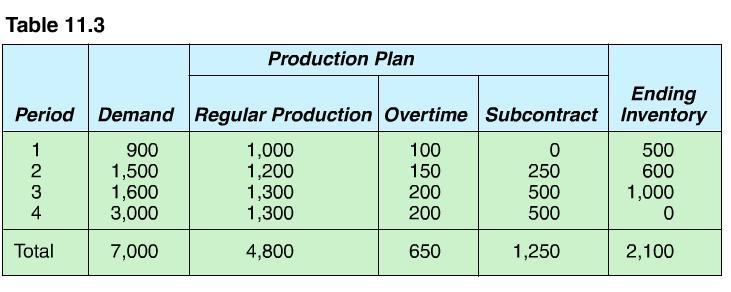 Table 11.3
Production Plan
Ending
Period Demand Regular Production Overtime Subcontract Inventory
1 900 1,000 100 0 500
2 1,500 1,200 150 250 600
3 1,600 1,300 200 500 1,000
4 3,000 1,300 200 500 0
Total 7,000 4,800 650 1,250 2,100